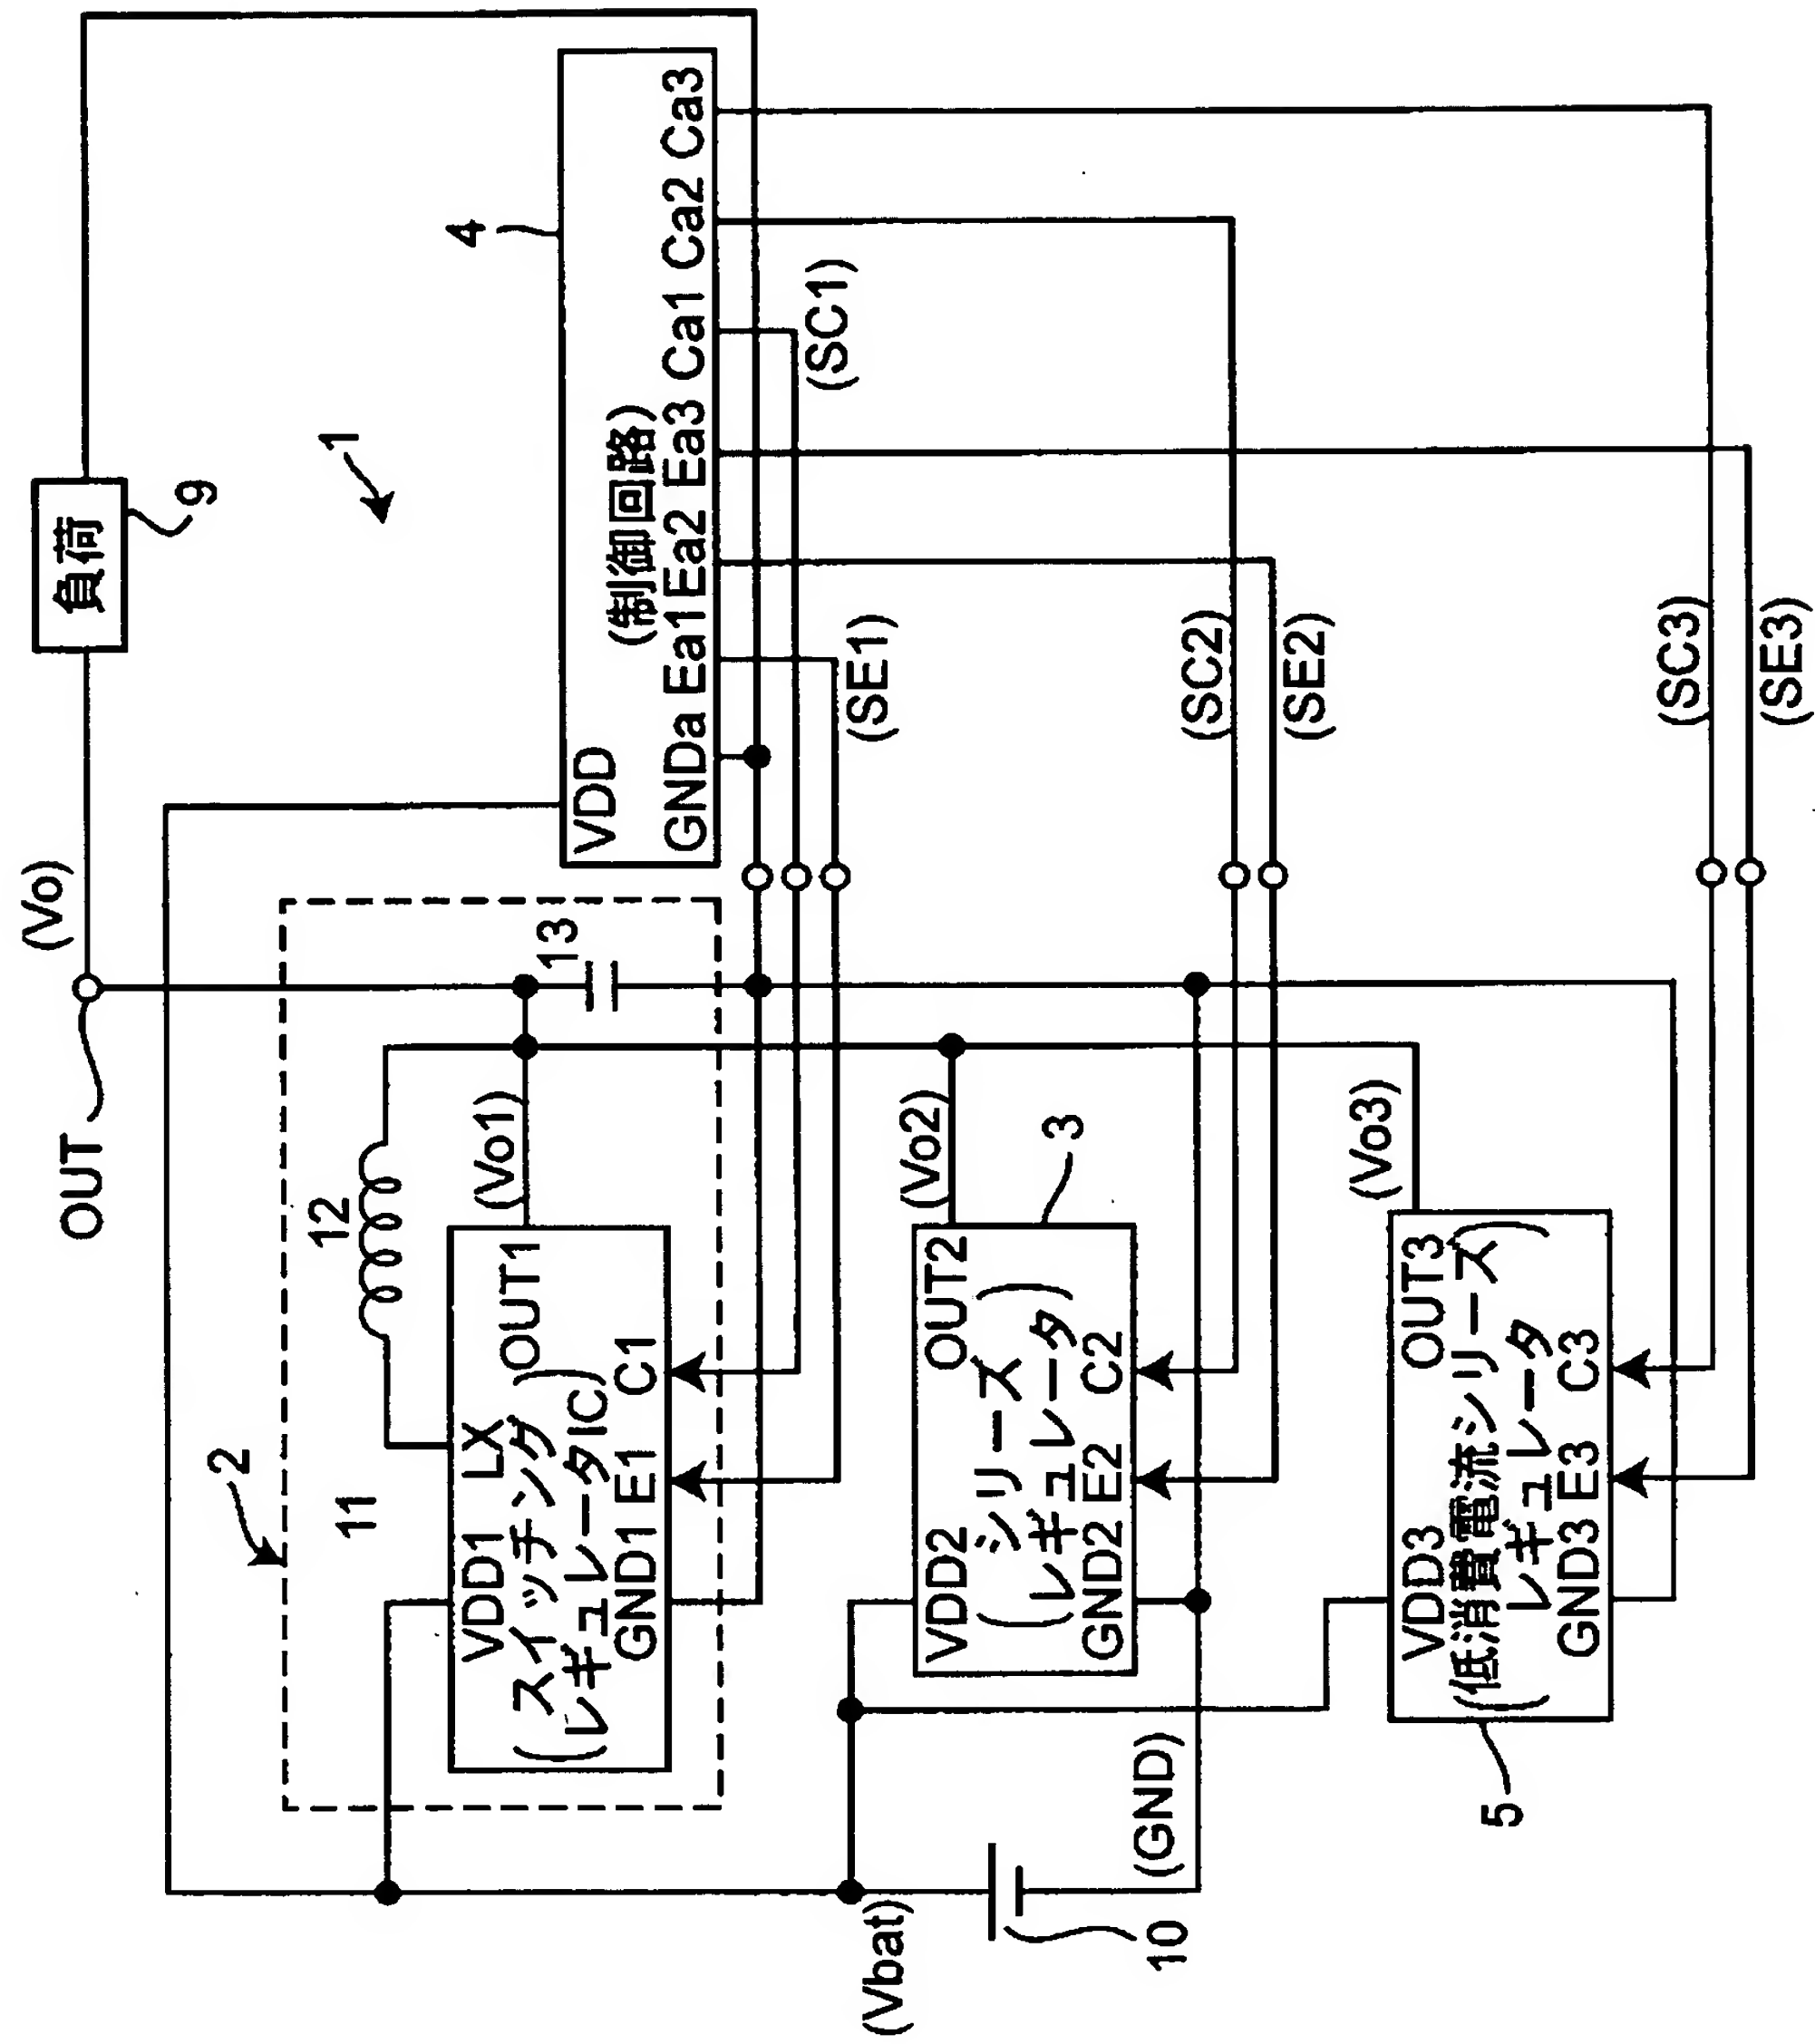 OUT
(Vo)
負荷
9
1
2
11
12
13
VDD1 LX
(スイッチング
レギュレータIC)
OUT1
GND1 E1 C1
(Vo1)
4
VDD
(制御回路)
GNDa Ea1 Ea2 Ea3 Ca1 Ca2 Ca3
(SC1)
(SE1)
(Vbat)
10
(GND)
VDD2 OUT2
(シリーズ
レギュレータ)
GND2 E2 C2
(Vo2)
3
(SC2)
(SE2)
5
VDD3 OUT3
(低消費電流シリーズ
レギュレータ)
GND3 E3 C3
(Vo3)
(SC3)
(SE3)